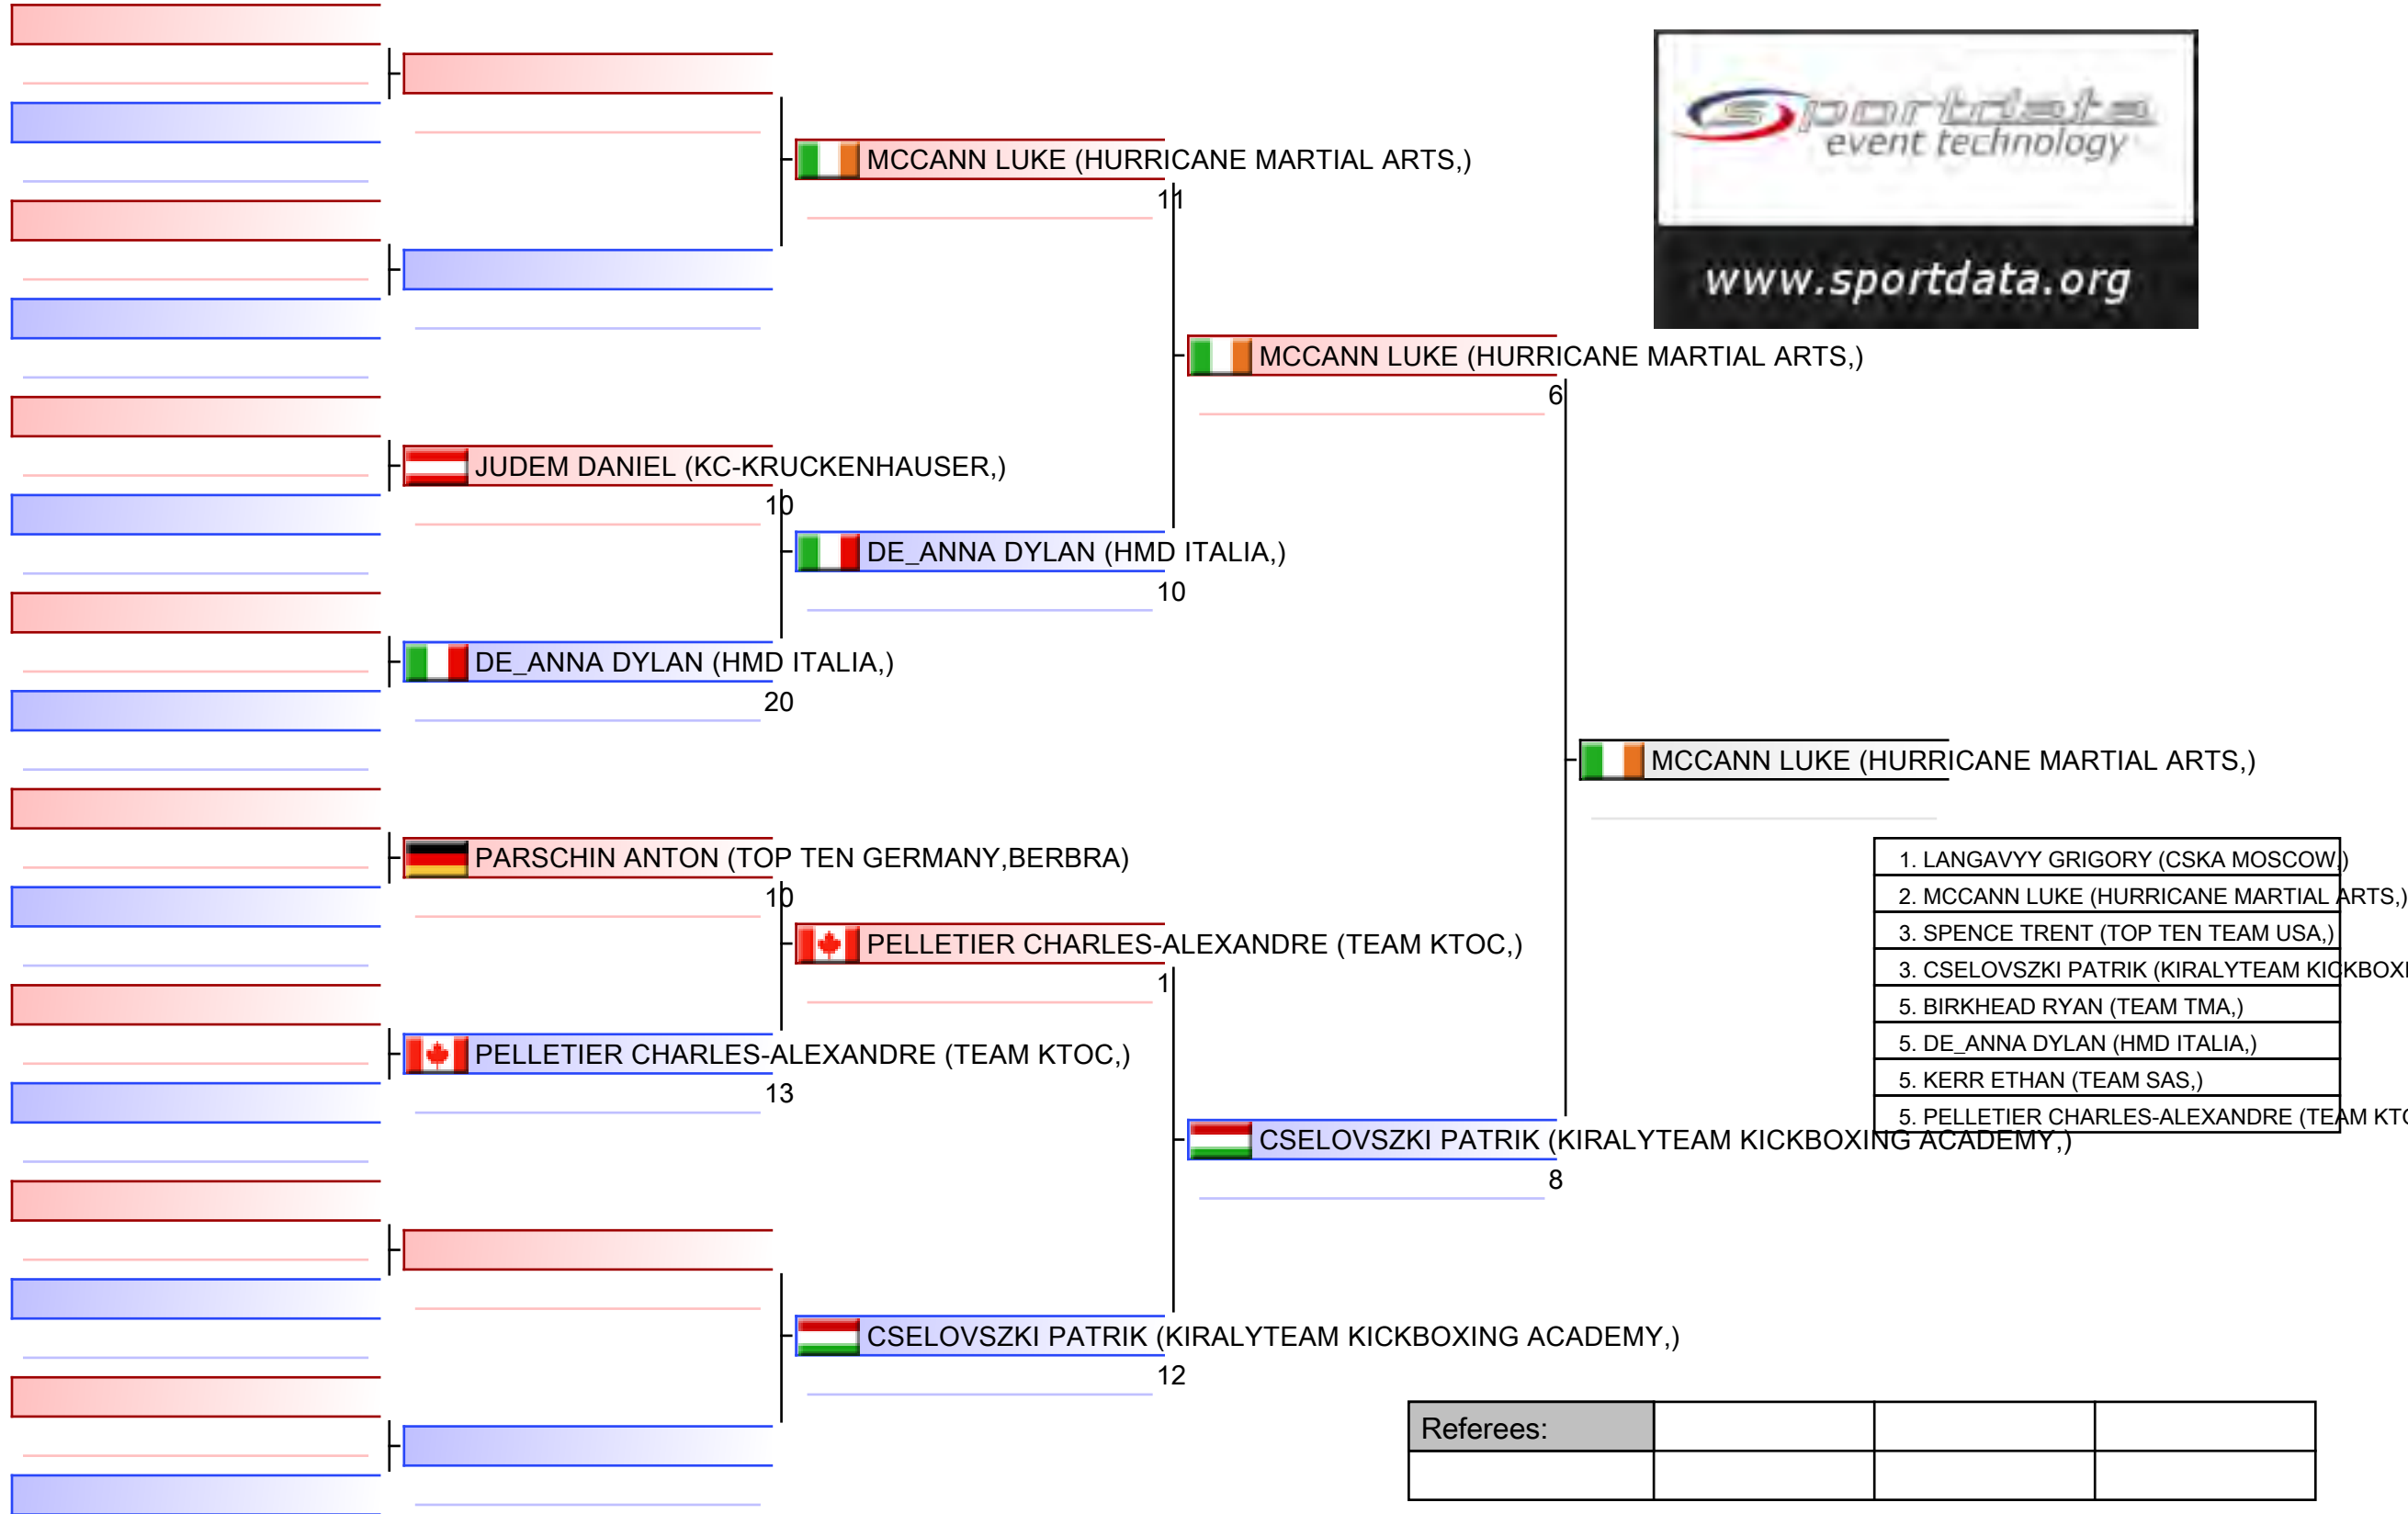 sportdata
event technology
www.sportdata.org
MCCANN LUKE (HURRICANE MARTIAL ARTS,)
11
MCCANN LUKE (HURRICANE MARTIAL ARTS,)
6
JUDEM DANIEL (KC-KRUCKENHAUSER,)
10
DE_ANNA DYLAN (HMD ITALIA,)
10
DE_ANNA DYLAN (HMD ITALIA,)
20
MCCANN LUKE (HURRICANE MARTIAL ARTS,)
PARSCHIN ANTON (TOP TEN GERMANY,BERBRA)
10
PELLETIER CHARLES-ALEXANDRE (TEAM KTOC,)
1
PELLETIER CHARLES-ALEXANDRE (TEAM KTOC,)
13
1. LANGAVYY GRIGORY (CSKA MOSCOW,)
2. MCCANN LUKE (HURRICANE MARTIAL ARTS,)
3. SPENCE TRENT (TOP TEN TEAM USA,)
3. CSELOVSZKI PATRIK (KIRALYTEAM KICKBOXI
5. BIRKHEAD RYAN (TEAM TMA,)
5. DE_ANNA DYLAN (HMD ITALIA,)
5. KERR ETHAN (TEAM SAS,)
5. PELLETIER CHARLES-ALEXANDRE (TEAM KTO
CSELOVSZKI PATRIK (KIRALYTEAM KICKBOXING ACADEMY,)
8
CSELOVSZKI PATRIK (KIRALYTEAM KICKBOXING ACADEMY,)
12
Referees: